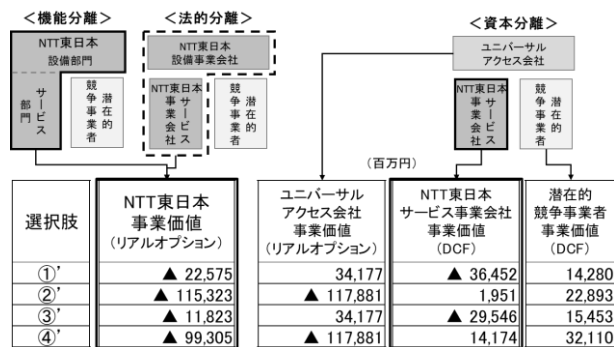 ＜機能分離＞
＜法的分離＞
＜資本分離＞
NTT東日本
設備部門
サービス
部門
潜在的
競争事業者
NTT東日本
設備事業会社
NTT東日本
サービス
事業会社
潜在的
競争事業者
ユニバーサル
アクセス会社
NTT東日本
サービス
事業会社
潜在的
競争事業者
(百万円)
選択肢
NTT東日本
事業価値
(リアルオプション)
ユニバーサル
アクセス会社
事業価値
(リアルオプション)
NTT東日本
サービス事業会社
事業価値
(DCF)
潜在的
競争事業者
事業価値
(DCF)
①’ ▲ 22,575 34,177 ▲ 36,452 14,280
②’ ▲ 115,323 ▲ 117,881 1,951 22,893
③’ ▲ 11,823 34,177 ▲ 29,546 15,453
④’ ▲ 99,305 ▲ 117,881 14,174 32,110